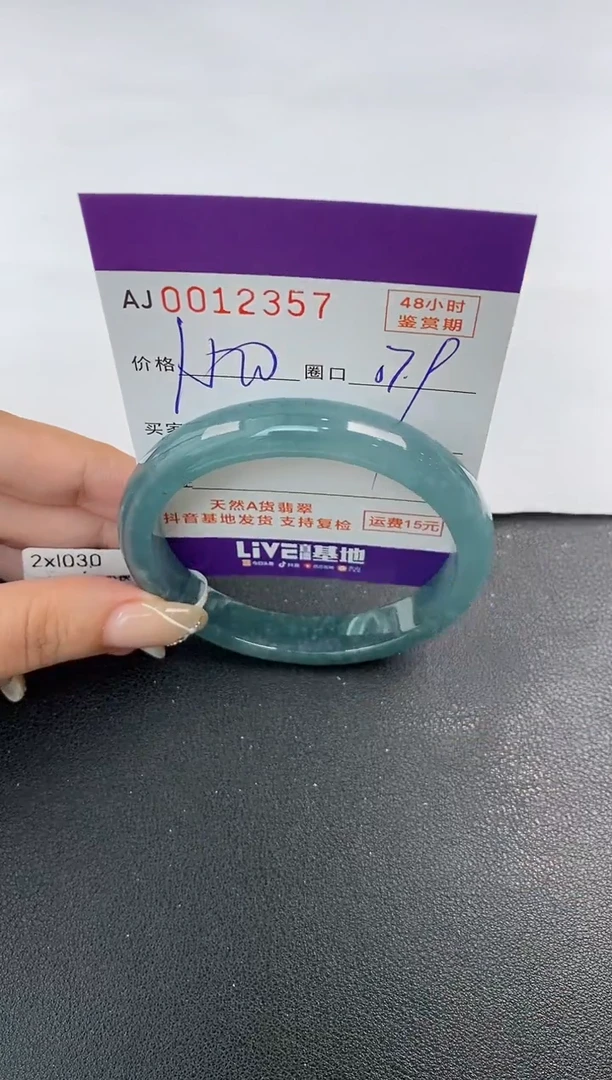 AJ 0012357
48小时
鉴赏期
价格
圈口
买家
天然A货翡翠
抖音基地发货 支持复检
运费15元
LiVE
基地
2x1030